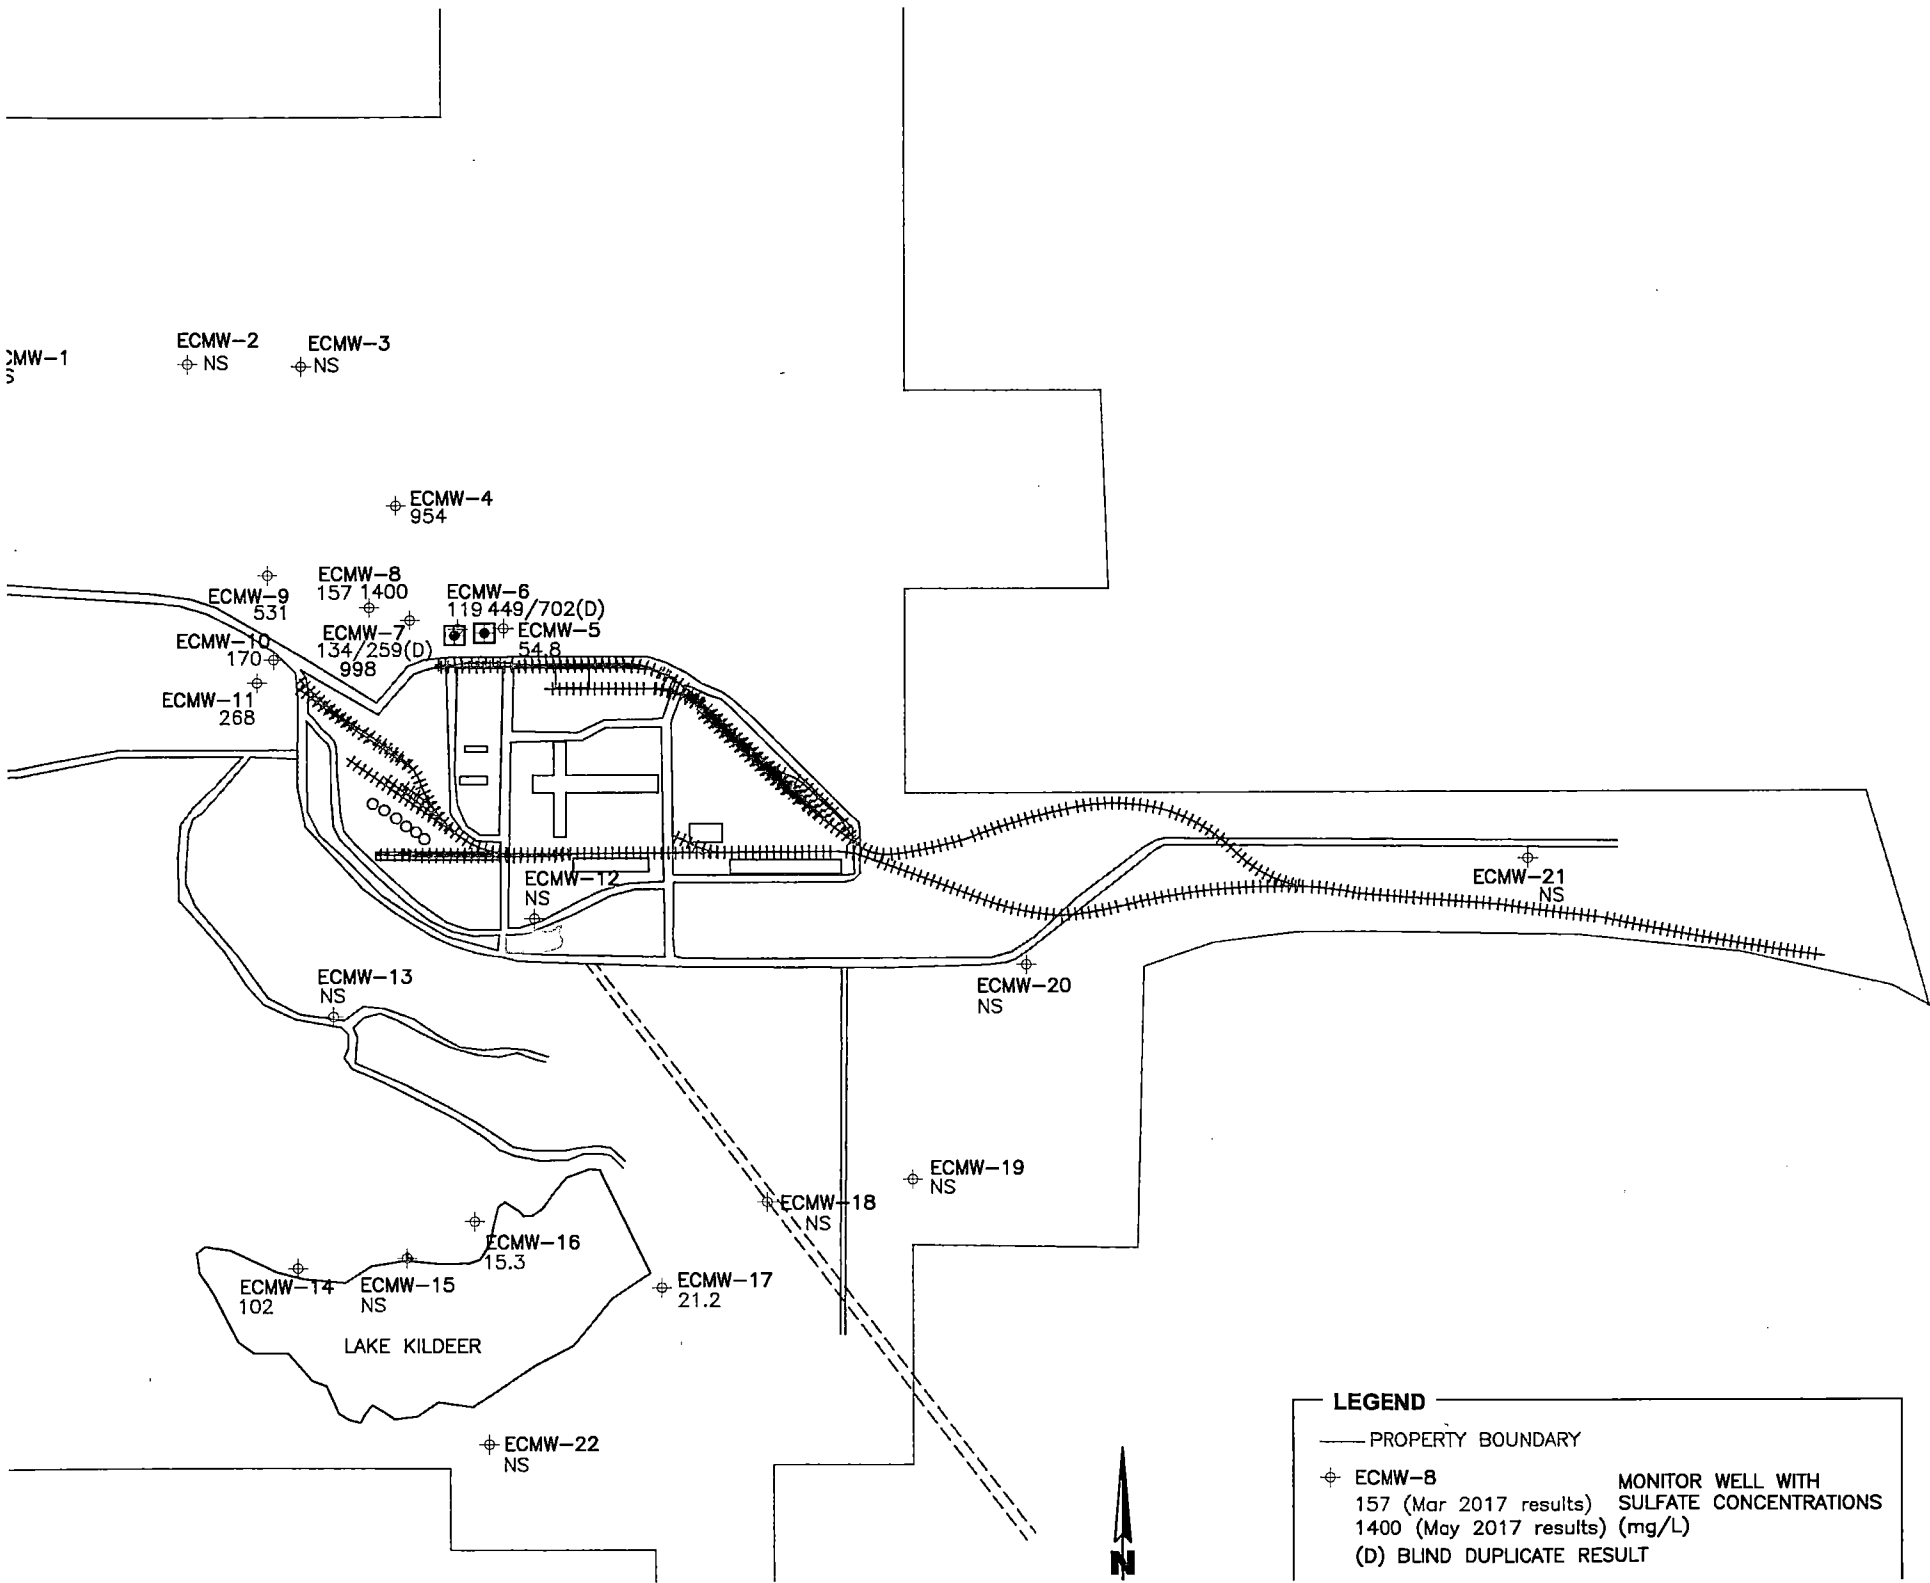 ECMW-2
NS
ECMW-3
NS
CMW-1
S
ECMW-4
954
ECMW-8
157 1400
ECMW-6
119 449/702(D)
ECMW-9
531
ECMW-7
134/259(D)
998
ECMW-5
54.8
ECMW-10
170
ECMW-11
268
ECMW-12
NS
ECMW-21
NS
ECMW-13
NS
ECMW-20
NS
ECMW-19
NS
ECMW-18
NS
ECMW-16
15.3
ECMW-14
102
ECMW-15
NS
ECMW-17
21.2
LAKE KILDEER
ECMW-22
NS
N
LEGEND
PROPERTY BOUNDARY
ECMW-8 MONITOR WELL WITH
157 (Mar 2017 results) SULFATE CONCENTRATIONS
1400 (May 2017 results) (mg/L)
(D) BLIND DUPLICATE RESULT